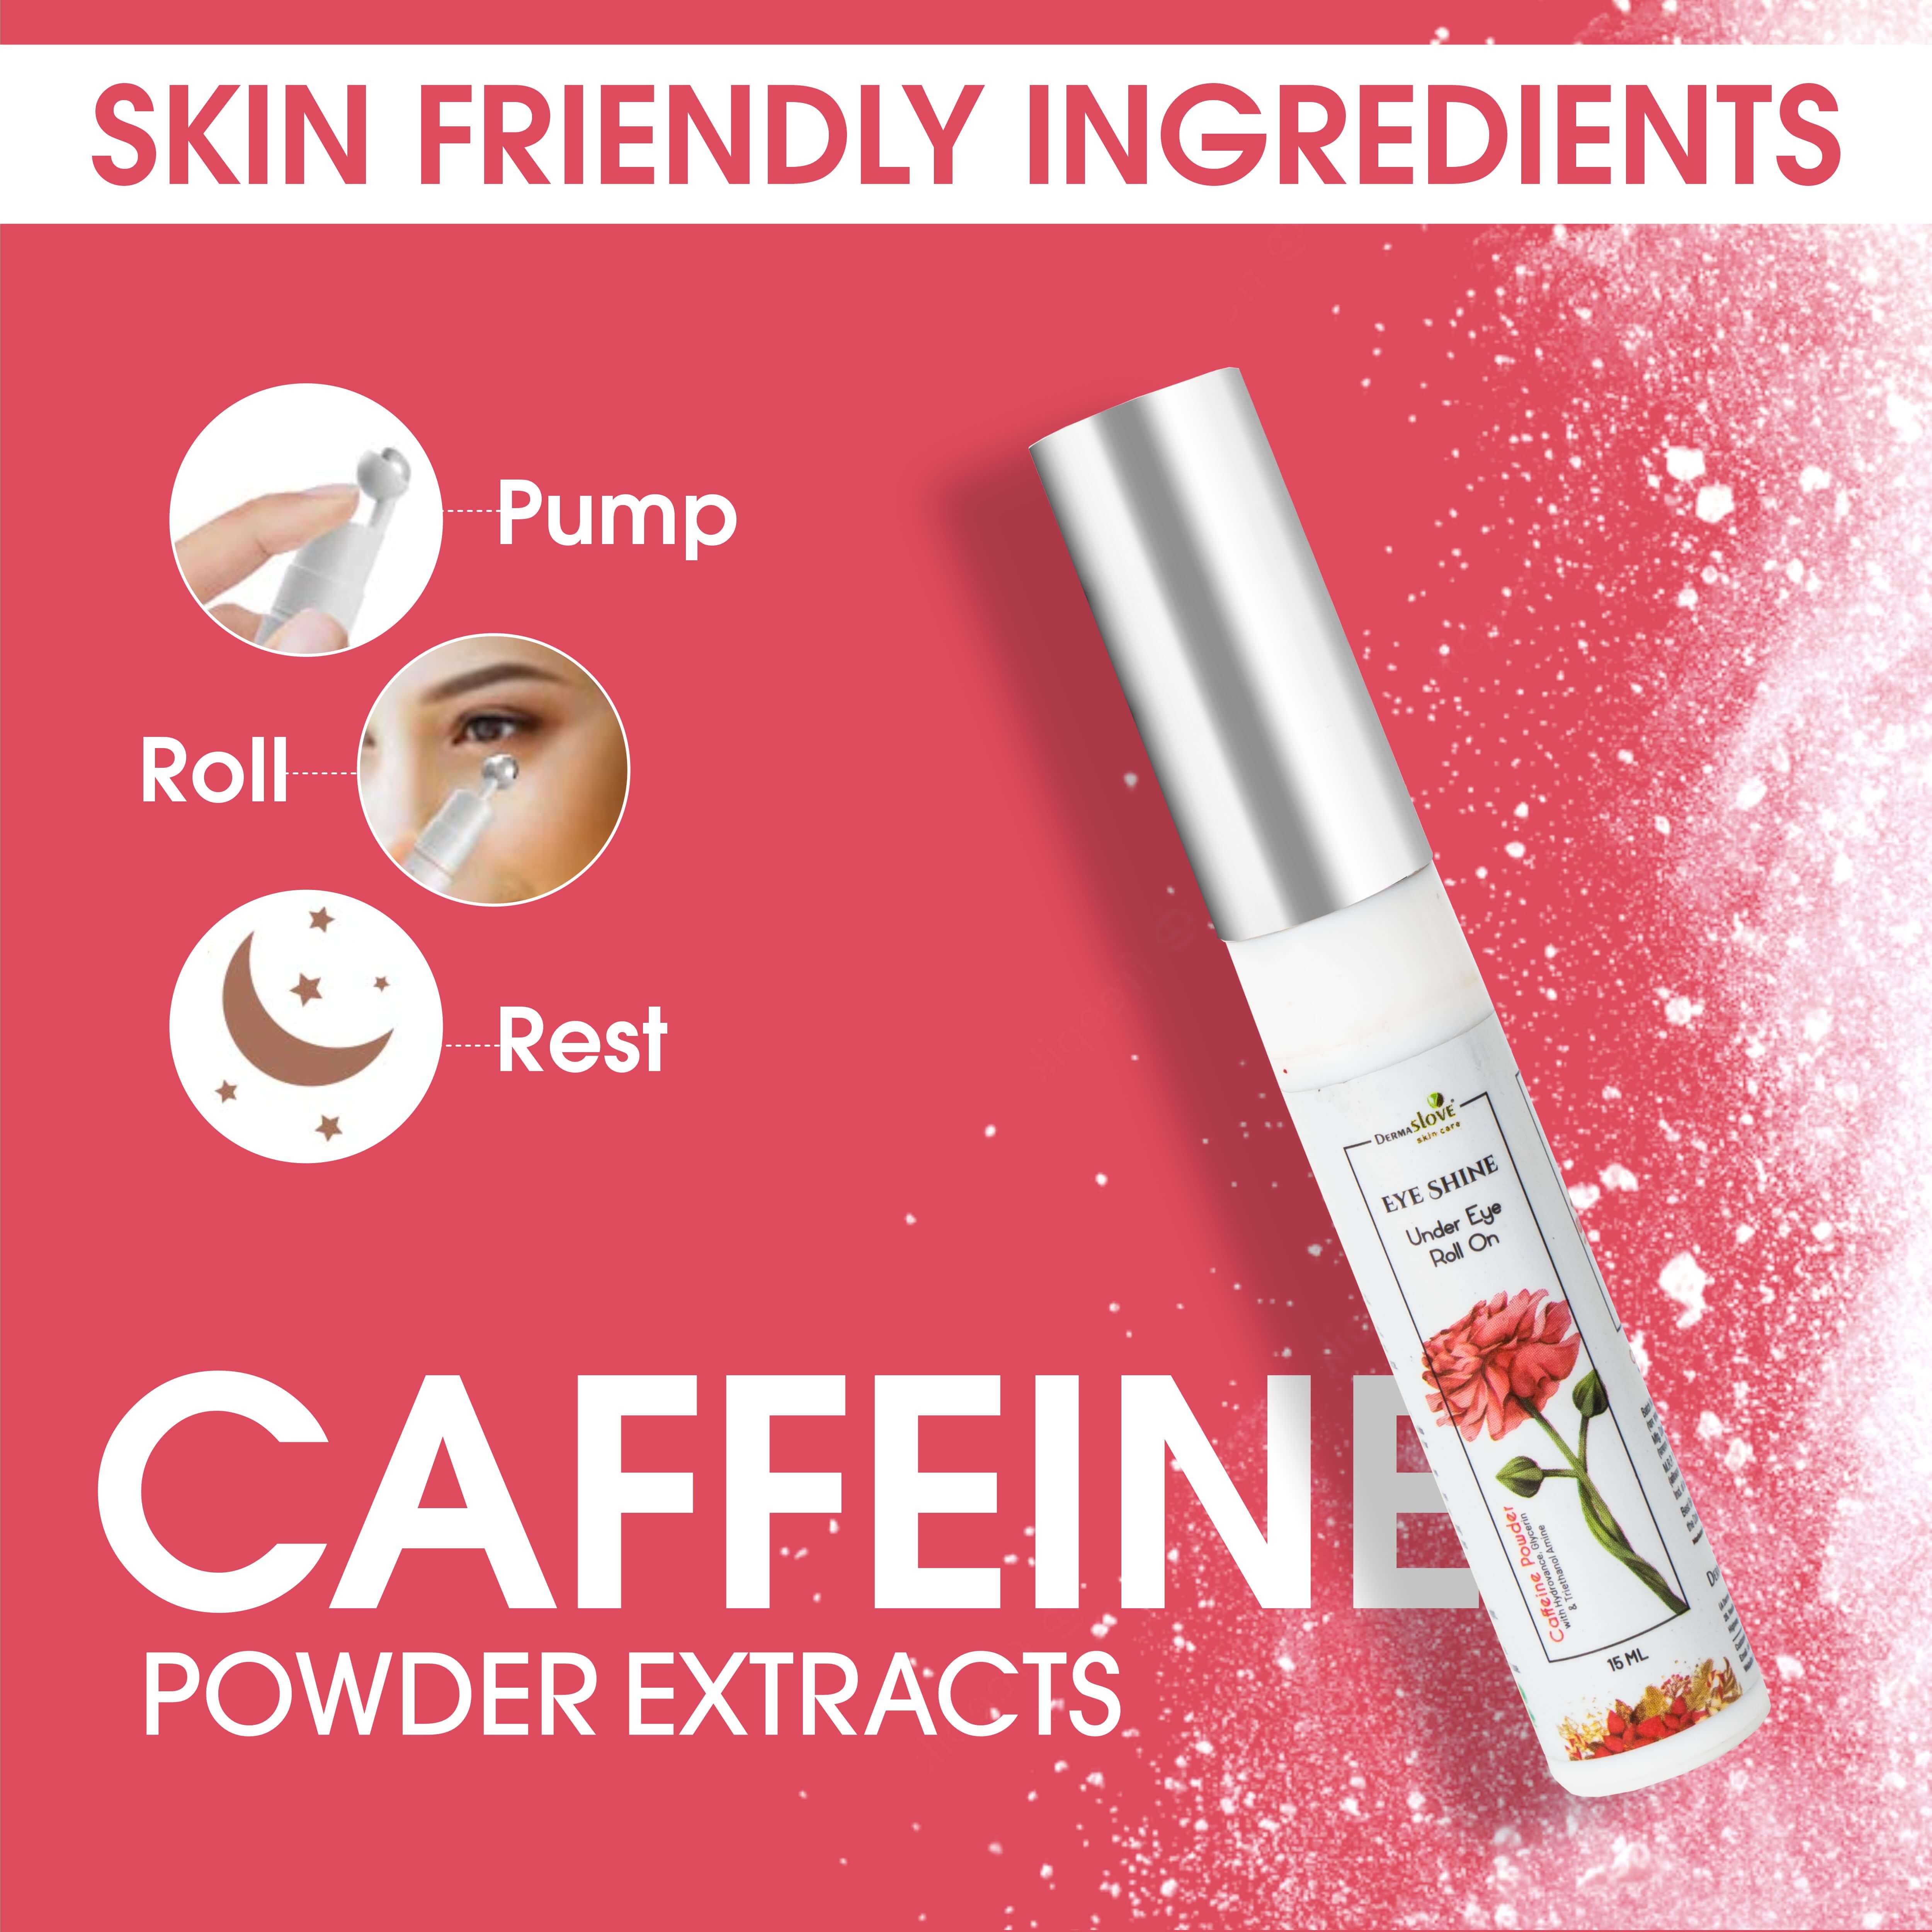 SKIN FRIENDLY INGREDIENTS
Pump
Roll
Rest
DERMASLOVE
skin care
EYE SHINE
Under Eye
Roll On
Caffeine Powder
with Hydrovance, Glycerin
& Triethanol Amine
15 ML
CAFFEINE
POWDER EXTRACTS